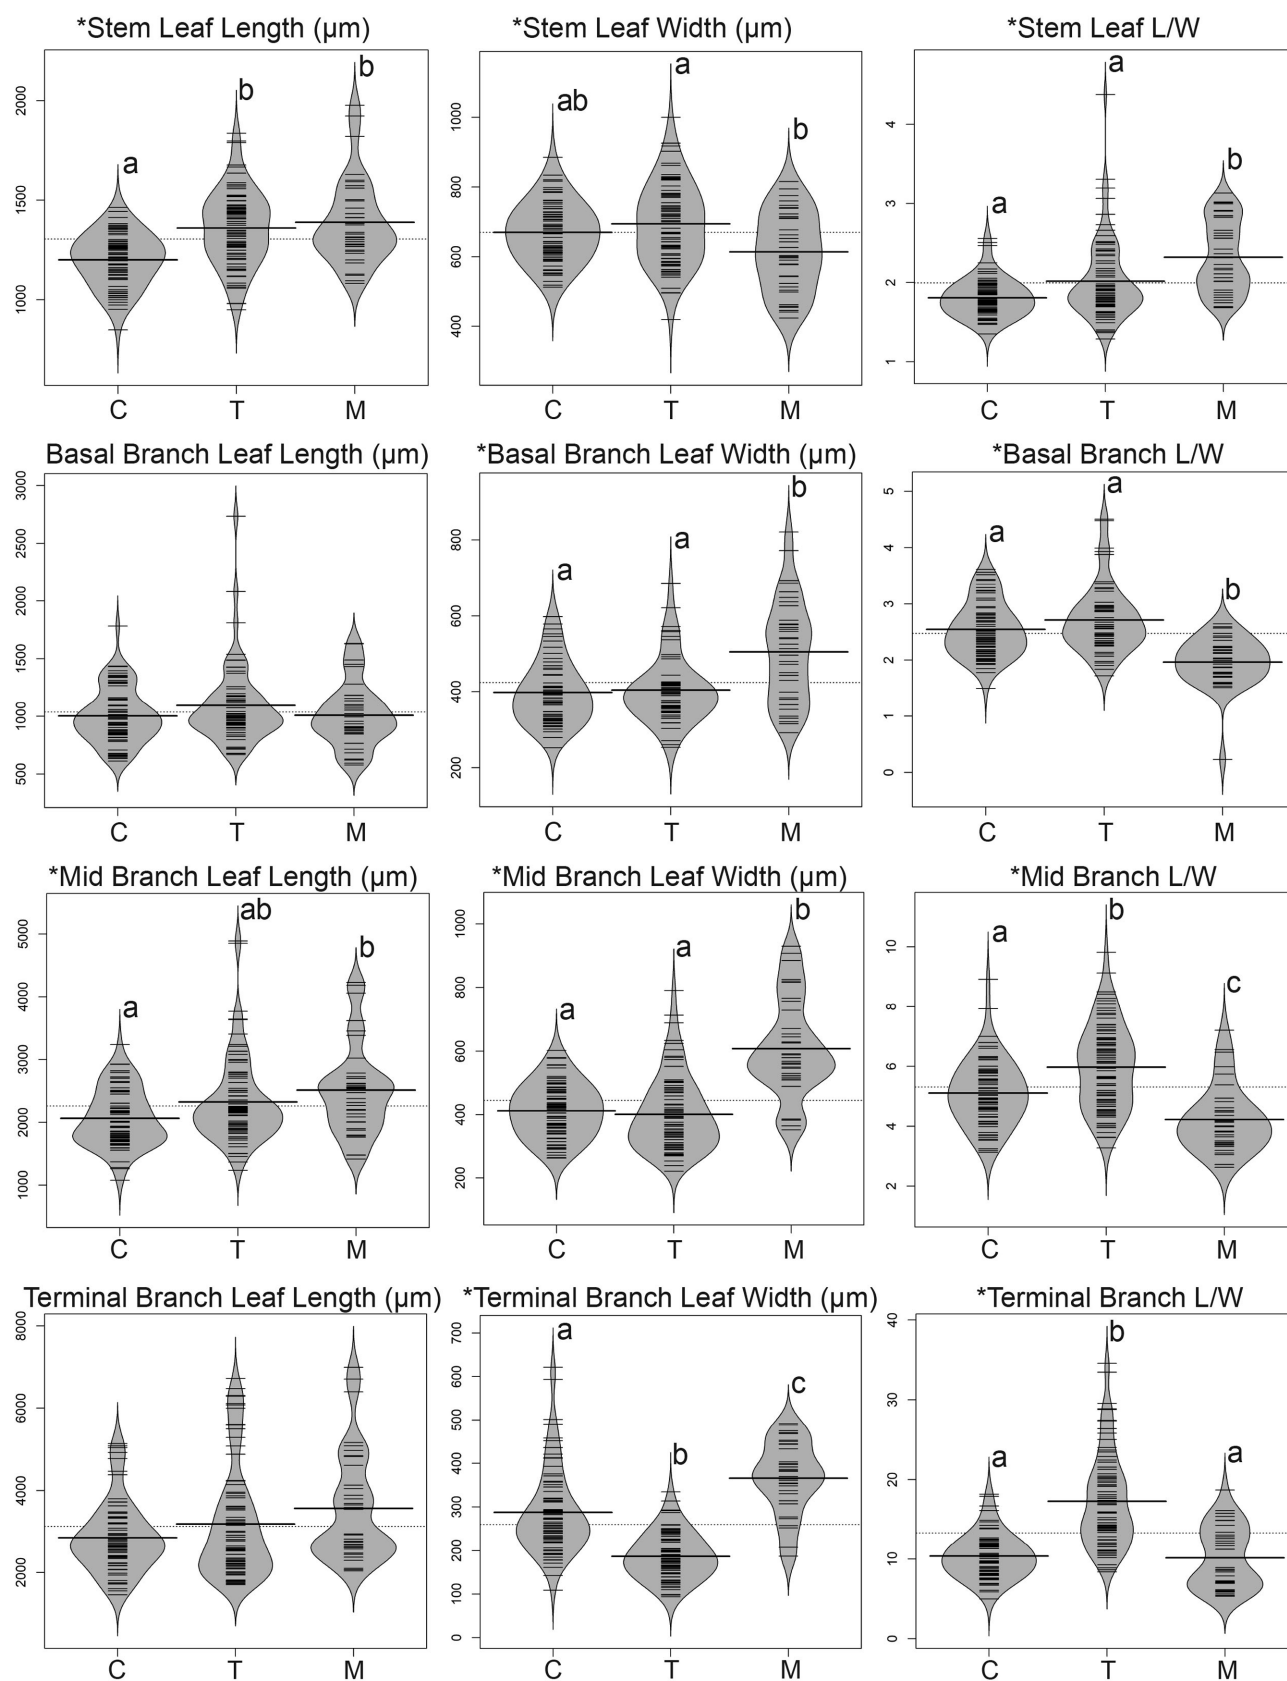 *Stem Leaf Length (µm)
2000
1500
1000
a
b
b
C T M
*Stem Leaf Width (µm)
1000
800
600
400
ab
a
b
C T M
*Stem Leaf L/W
4
3
2
1
a
a
b
C T M
Basal Branch Leaf Length (µm)
3000
2500
2000
1500
1000
500
C T M
*Basal Branch Leaf Width (µm)
800
600
400
200
a
a
b
C T M
*Basal Branch L/W
5
4
3
2
1
0
a
a
b
C T M
*Mid Branch Leaf Length (µm)
5000
4000
3000
2000
1000
a
ab
b
C T M
*Mid Branch Leaf Width (µm)
1000
800
600
400
200
a
a
b
C T M
*Mid Branch L/W
10
8
6
4
2
a
b
c
C T M
Terminal Branch Leaf Length (µm)
8000
6000
4000
2000
C T M
*Terminal Branch Leaf Width (µm)
700
600
500
400
300
200
100
0
a
b
c
C T M
*Terminal Branch L/W
40
30
20
10
0
a
b
a
C T M